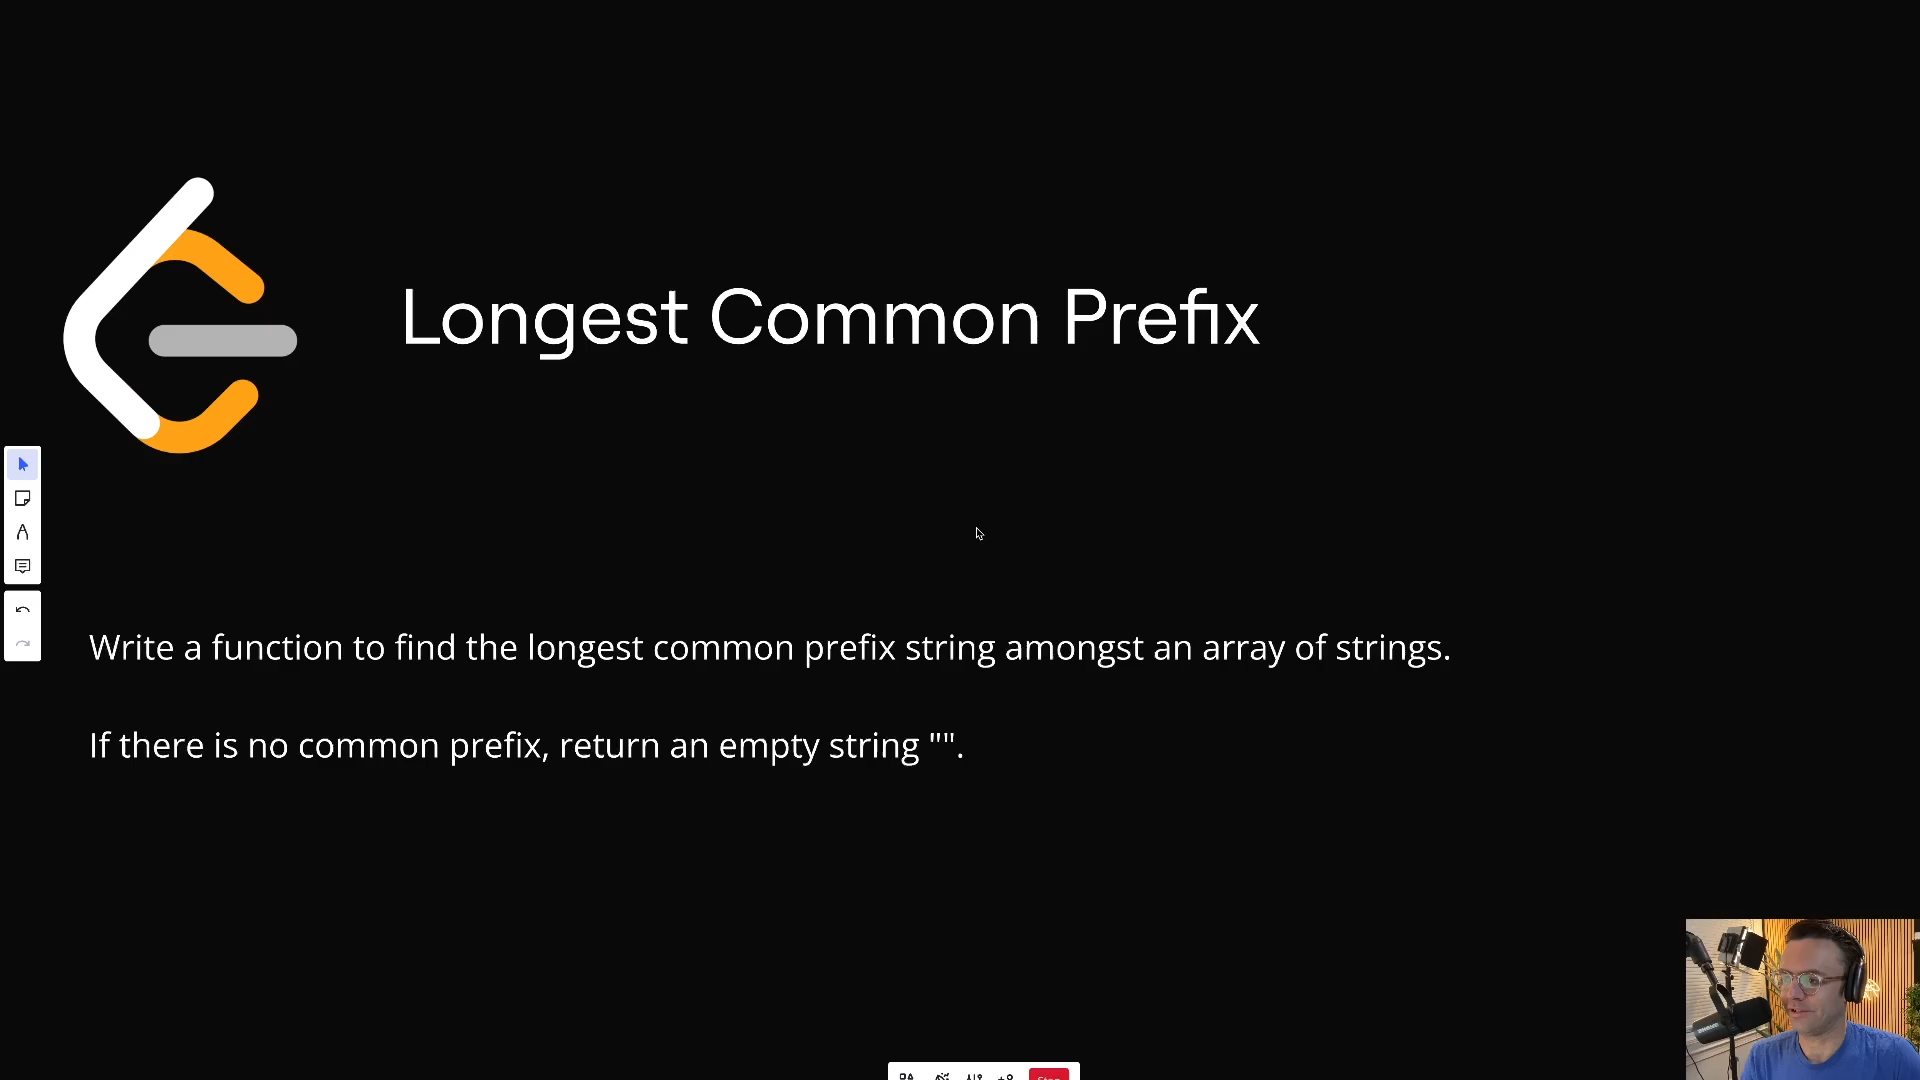 Longest Common Prefix
Write a function to find the longest common prefix string amongst an array of strings.
If there is no common prefix, return an empty string "".